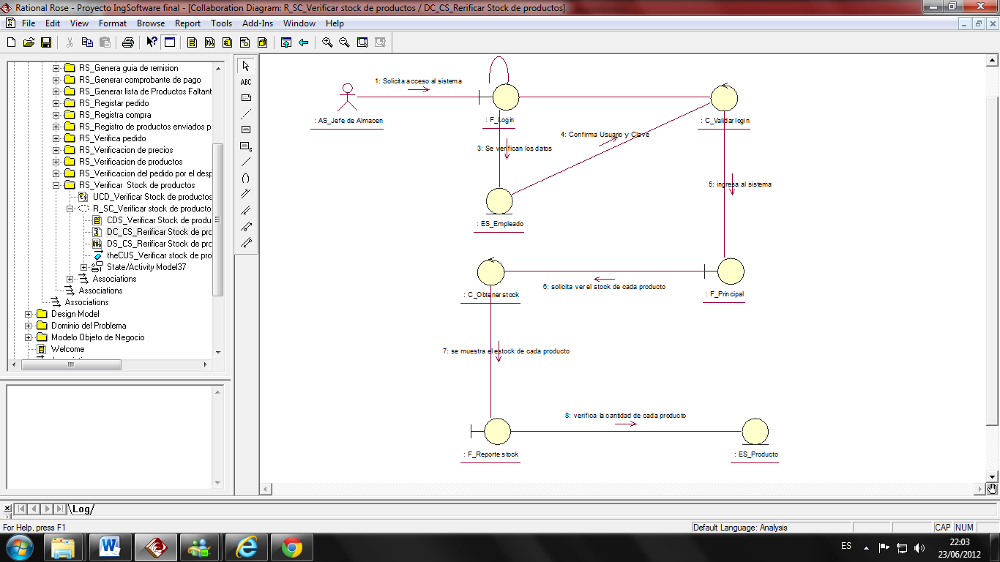 Rational Rose - Proyecto IngSoftware final - [Collaboration Diagram: R_SC_Verificar stock de productos / DC_CS_Rerificar Stock de productos]
File Edit View Format Browse Report Tools Add-Ins Window Help
RS_Genera guia de remision
RS_Generar comprobante de pago
RS_Generar lista de Productos Faltant
RS_Registar pedido
RS_Registra compra
RS_Registro de productos enviados p
RS_Verifica pedido
RS_Verificacion de precios
RS_Verificacion de productos
RS_Verificacion del pedido por el desp
RS_Verificar Stock de productos
UCD_Verificar Stock de productos
R_SC_Verificar stock de producto
CDS_Verificar Stock de produ
DC_CS_Rerificar Stock de pro
DS_CS_Rerificar Stock de pro
theCUS_Verificar stock de pro
State/Activity Model37
Associations
Associations
Associations
Design Model
Dominio del Problema
Modelo Objeto de Negocio
Welcome
ABC
1: Solicita acceso al sistema
: AS_Jefe de Almacen
: F_Login
: C_Validar login
4: Confirma Usuario y Clave
3: Se verifican los datos
5: ingresa al sistema
: ES_Empleado
6: solicita ver el stock de cada producto
: C_Obtener stock
: F_Principal
7: se muestra el estock de cada producto
8: verifica la cantidad de cada producto
: F_Reporte stock
: ES_Producto
Log
For Help, press F1
Default Language: Analysis
CAP NUM
ES
22:03
23/06/2012